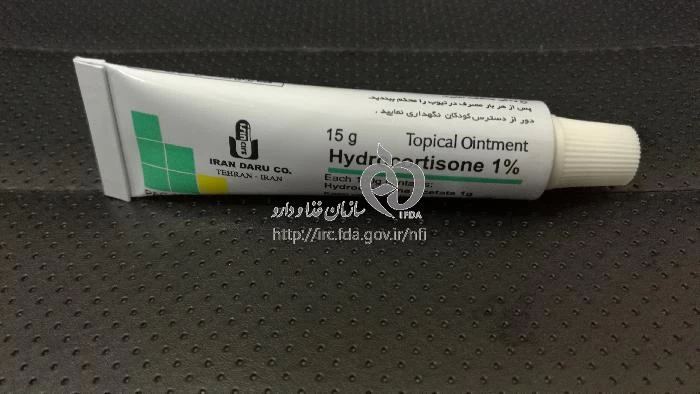 پس از هر بار مصرف در تیوب را محکم ببندید.
دور از دسترس کودکان نگهداری نمایید.
15 g Topical Ointment
Hydrocortisone 1%
IRAN DARU CO.
TEHRAN - IRAN
سازمان غذا و دارو
IFDA
http://irc.fda.gov.ir/nfi